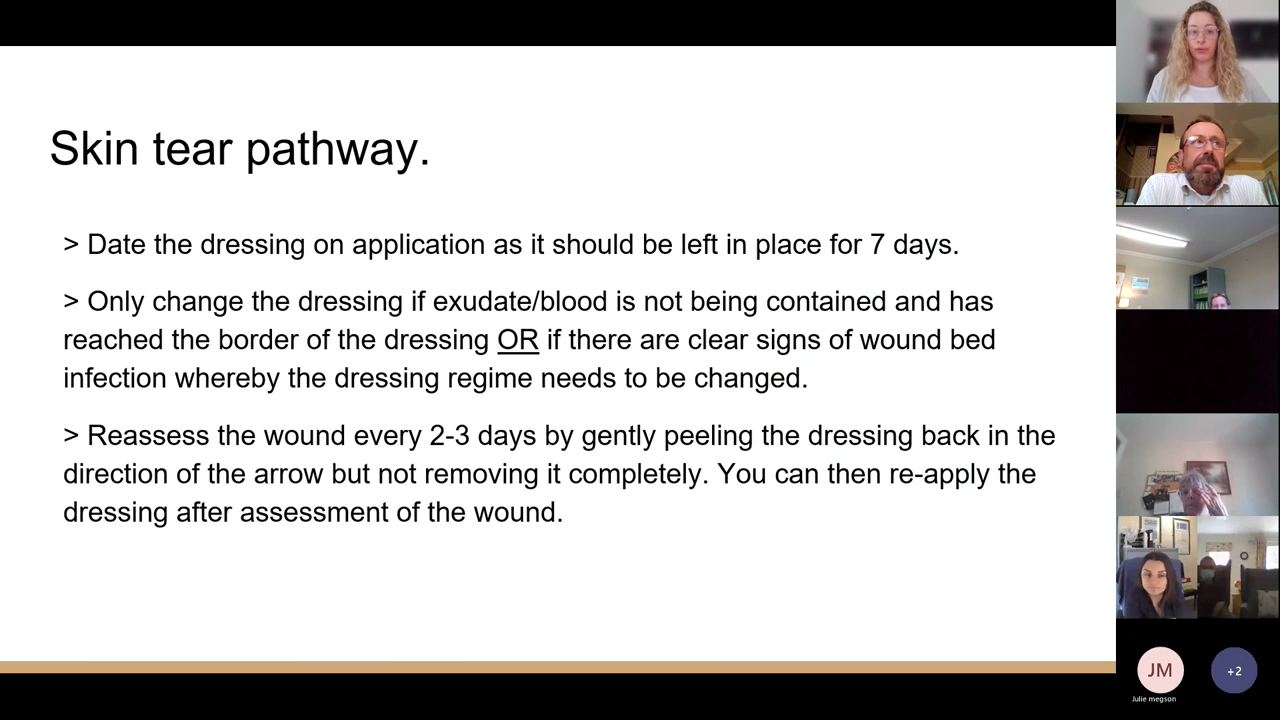 Skin tear pathway.
> Date the dressing on application as it should be left in place for 7 days.
> Only change the dressing if exudate/blood is not being contained and has
reached the border of the dressing OR if there are clear signs of wound bed
infection whereby the dressing regime needs to be changed.
> Reassess the wound every 2-3 days by gently peeling the dressing back in the
direction of the arrow but not removing it completely. You can then re-apply the
dressing after assessment of the wound.
JM
+2
Julie megson